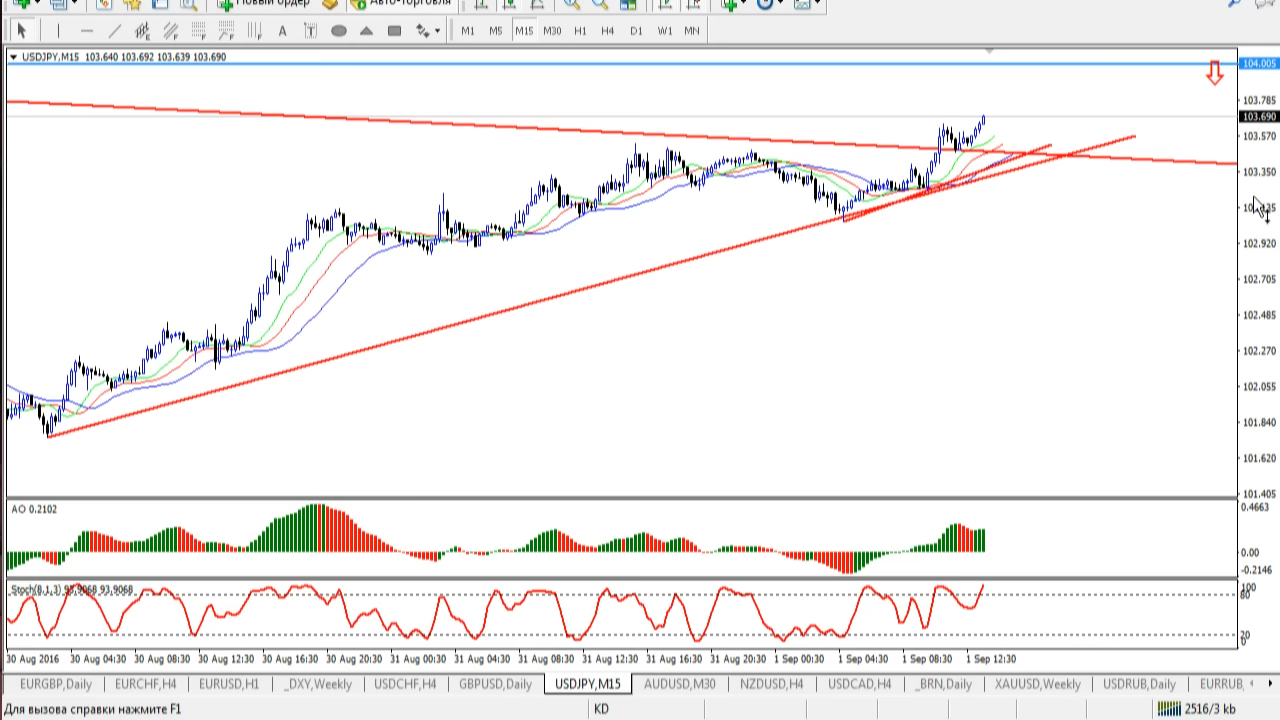 Новый ордер Авто-торговля
A T M1 M5 M15 M30 H1 H4 D1 W1 MN
USDJPY,M15 103.640 103.692 103.639 103.690
104.005
103.785
103.690
103.570
103.350
102.920
102.705
102.485
102.270
102.055
101.840
101.620
101.405
AO 0.2102
0.4663
0.00
-0.2146
Stoch(8,1,3) 93.9068 93.9068
100
80
20
0
30 Aug 2016 30 Aug 04:30 30 Aug 08:30 30 Aug 12:30 30 Aug 16:30 30 Aug 20:30 31 Aug 00:30 31 Aug 04:30 31 Aug 08:30 31 Aug 12:30 31 Aug 16:30 31 Aug 20:30 1 Sep 00:30 1 Sep 04:30 1 Sep 08:30 1 Sep 12:30
EURGBP,Daily EURCHF,H4 EURUSD,H1 _DXY,Weekly USDCHF,H4 GBPUSD,Daily USDJPY,M15 AUDUSD,M30 NZDUSD,H4 USDCAD,H4 _BRN,Daily XAUUSD,Weekly USDRUB,Daily EURRUB,
Для вызова справки нажмите F1 KD 2516/3 kb